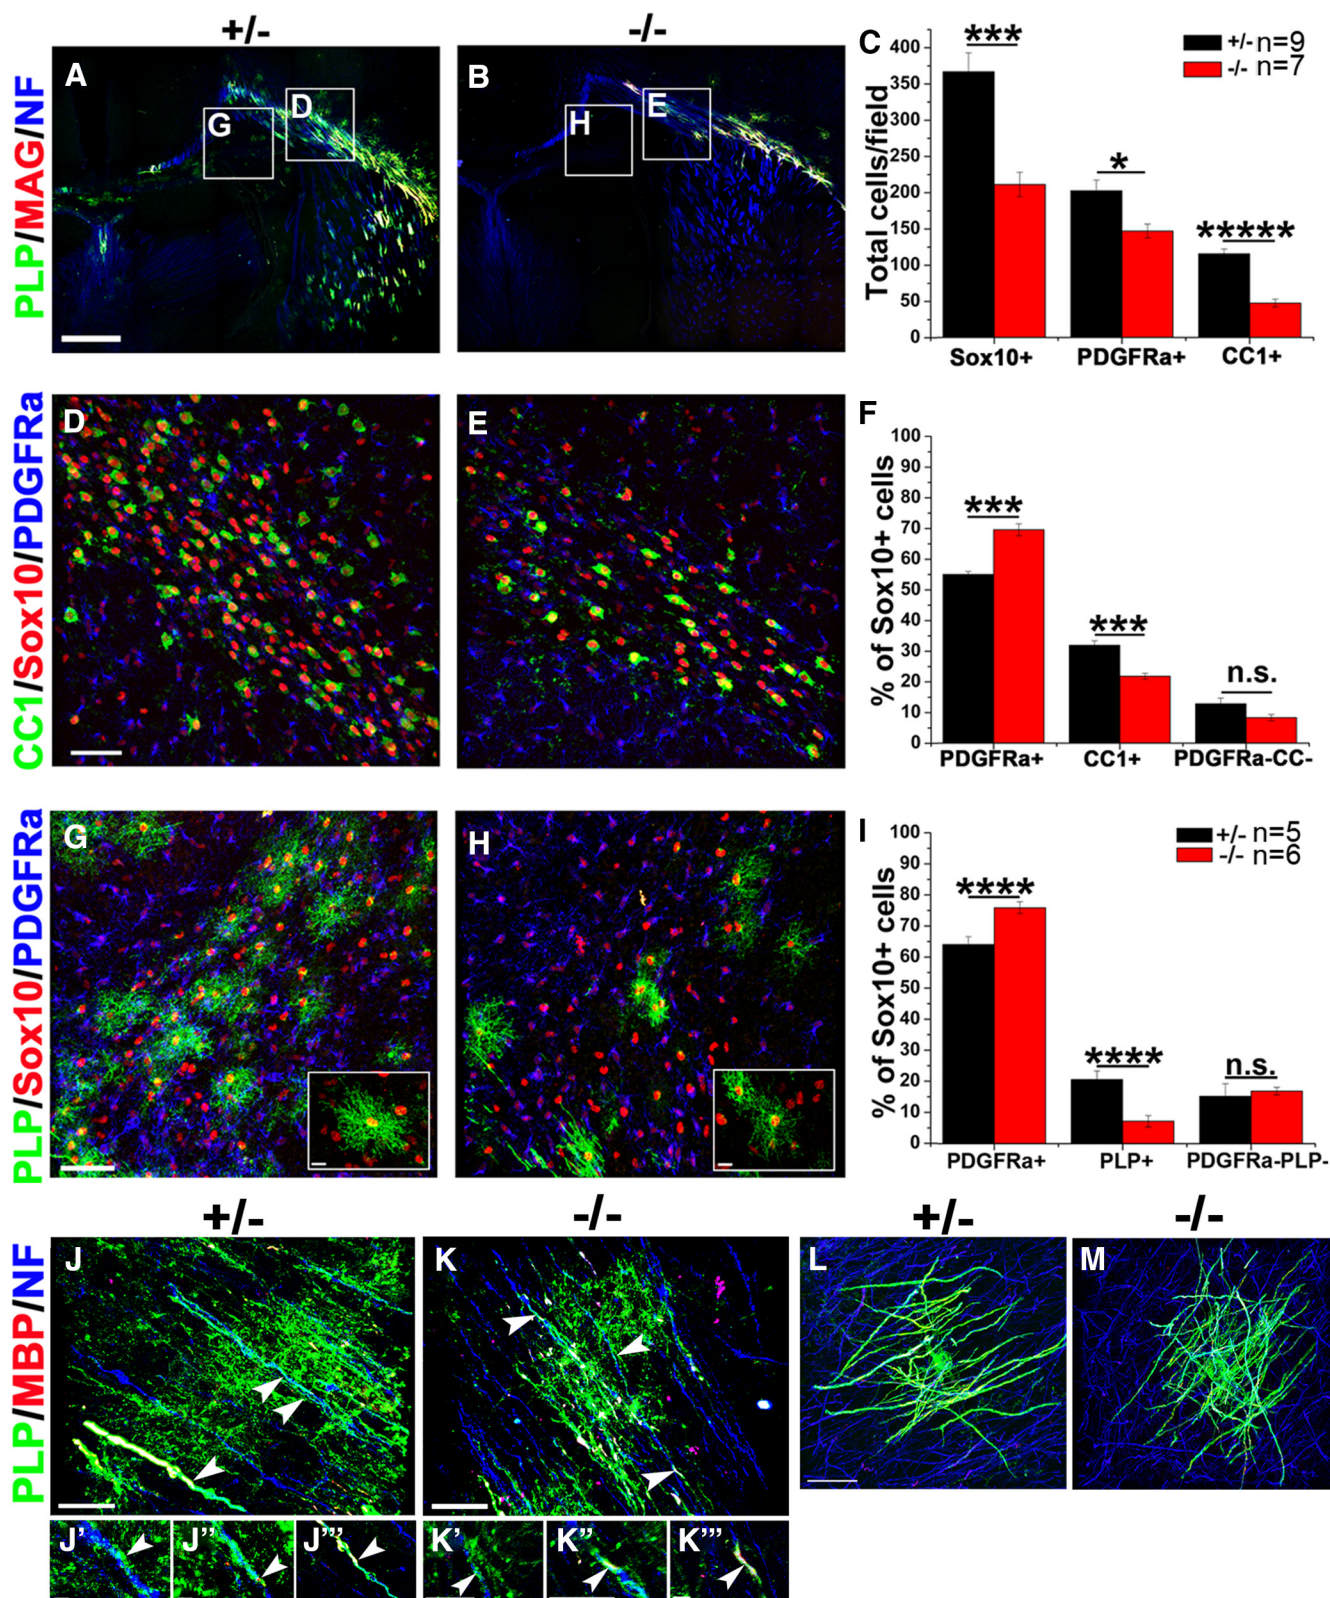 +/-
-/-
PLP/MAG/NF
A
G
D
B
H
E
C
Total cells/field
400
350
300
250
200
150
100
50
0
***
*
*****
+/- n=9
-/- n=7
Sox10+
PDGFRa+
CC1+
CC1/Sox10/PDGFRa
D
E
F
% of Sox10+ cells
100
90
80
70
60
50
40
30
20
10
0
***
***
n.s.
PDGFRa+
CC1+
PDGFRa-CC-
PLP/Sox10/PDGFRa
G
H
I
% of Sox10+ cells
100
90
80
70
60
50
40
30
20
10
0
****
****
n.s.
+/- n=5
-/- n=6
PDGFRa+
PLP+
PDGFRa-PLP-
+/-
-/-
+/-
-/-
PLP/MBP/NF
J
K
L
M
J'
J''
J'''
K'
K''
K'''